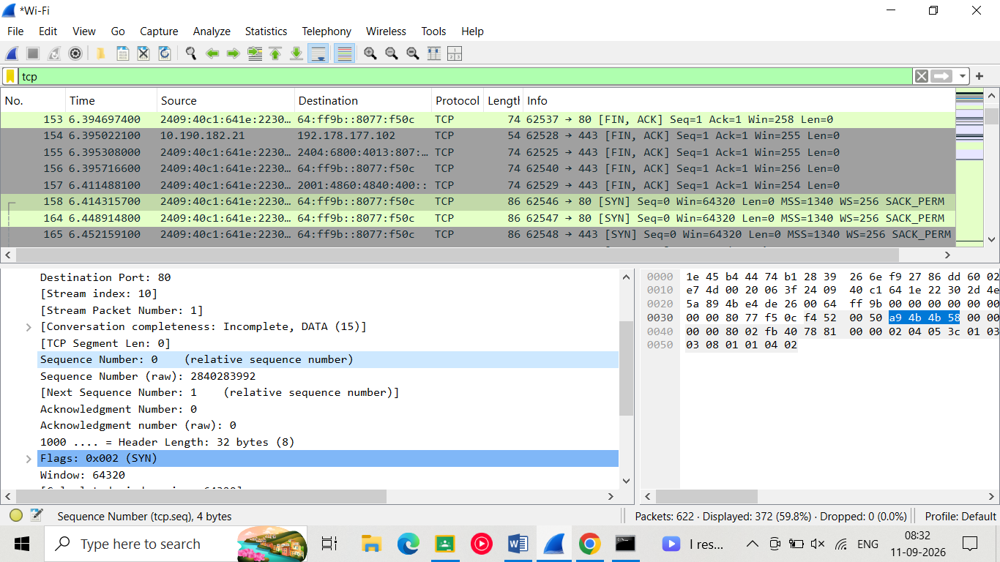 *Wi-Fi
File Edit View Go Capture Analyze Statistics Telephony Wireless Tools Help
tcp
No. Time Source Destination Protocol Lengtl Info
153 6.394697400 2409:40c1:641e:2230… 64:ff9b::8077:f50c TCP 74 62537 → 80 [FIN, ACK] Seq=1 Ack=1 Win=258 Len=0
154 6.395022100 10.190.182.21 192.178.177.102 TCP 54 62528 → 443 [FIN, ACK] Seq=1 Ack=1 Win=255 Len=0
155 6.395308000 2409:40c1:641e:2230… 2404:6800:4013:807:… TCP 74 62525 → 443 [FIN, ACK] Seq=1 Ack=1 Win=255 Len=0
156 6.395716600 2409:40c1:641e:2230… 64:ff9b::8077:f50c TCP 74 62540 → 443 [FIN, ACK] Seq=1 Ack=1 Win=256 Len=0
157 6.411488100 2409:40c1:641e:2230… 2001:4860:4840:400:: TCP 74 62529 → 443 [FIN, ACK] Seq=1 Ack=1 Win=254 Len=0
158 6.414315700 2409:40c1:641e:2230… 64:ff9b::8077:f50c TCP 86 62546 → 80 [SYN] Seq=0 Win=64320 Len=0 MSS=1340 WS=256 SACK_PERM
164 6.448914800 2409:40c1:641e:2230… 64:ff9b::8077:f50c TCP 86 62547 → 80 [SYN] Seq=0 Win=64320 Len=0 MSS=1340 WS=256 SACK_PERM
165 6.452159100 2409:40c1:641e:2230… 64:ff9b::8077:f50c TCP 86 62548 → 443 [SYN] Seq=0 Win=64320 Len=0 MSS=1340 WS=256 SACK_PERM
Destination Port: 80
[Stream index: 10]
[Stream Packet Number: 1]
[Conversation completeness: Incomplete, DATA (15)]
[TCP Segment Len: 0]
Sequence Number: 0 (relative sequence number)
Sequence Number (raw): 2840283992
[Next Sequence Number: 1 (relative sequence number)]
Acknowledgment Number: 0
Acknowledgment number (raw): 0
1000 .... = Header Length: 32 bytes (8)
Flags: 0x002 (SYN)
Window: 64320
0000 1e 45 b4 44 74 b1 28 39 26 6e f9 27 86 dd 60 02
0010 e7 4d 00 20 06 3f 24 09 40 c1 64 1e 22 30 2d 4e
0020 5a 89 4b e4 de 26 00 64 ff 9b 00 00 00 00 00 00
0030 00 00 80 77 f5 0c f4 52 00 50 a9 4b 4b 58 00 00
0040 00 00 80 02 fb 40 78 81 00 00 02 04 05 3c 01 03
0050 03 08 01 01 04 02
Sequence Number (tcp.seq), 4 bytes
Packets: 622 · Displayed: 372 (59.8%) · Dropped: 0 (0.0%)
Profile: Default
Type here to search
I res...
ENG
08:32
11-09-2026